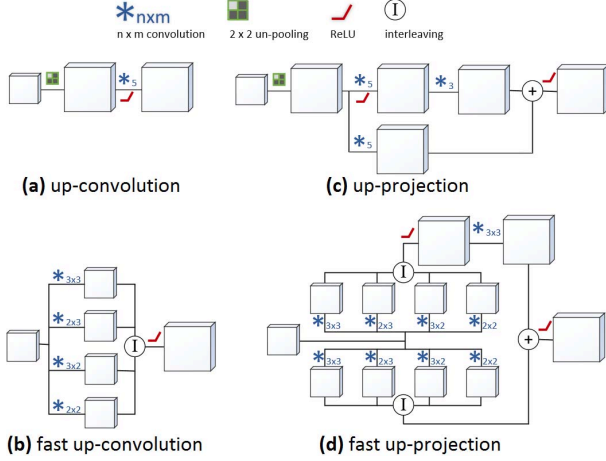 *nxm I
n x m convolution 2 x 2 un-pooling ReLU interleaving
*5
*5 *3
+
*5
(a) up-convolution
(c) up-projection
*3x3
*2x3
I
*3x2
*2x2
(b) fast up-convolution
*3x3
I
*3x3 *2x3 *3x2 *2x2
+
*3x3 *2x3 *3x2 *2x2
I
(d) fast up-projection